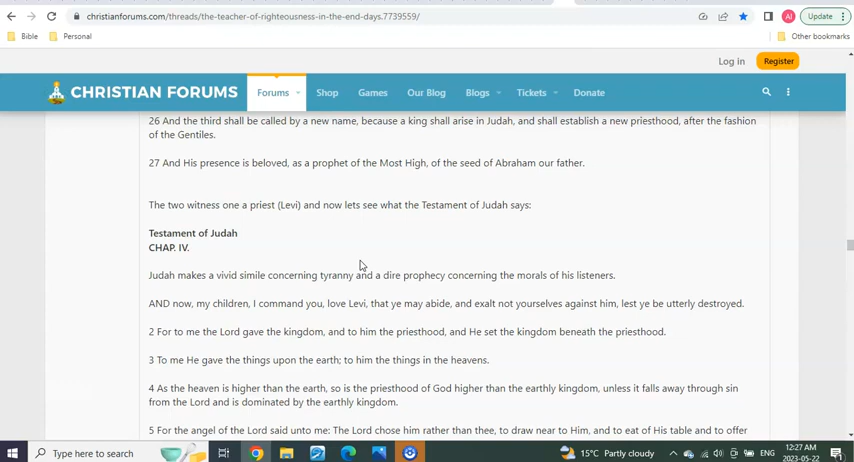 christianforums.com/threads/the-teacher-of-righteousness-in-the-end-days.7739559/
AI
Update
Bible
Personal
Other bookmarks
Log in
Register
CHRISTIAN FORUMS
Forums
Shop
Games
Our Blog
Blogs
Tickets
Donate
26 And the third shall be called by a new name, because a king shall arise in Judah, and shall establish a new priesthood, after the fashion
of the Gentiles.
27 And His presence is beloved, as a prophet of the Most High, of the seed of Abraham our father.
The two witness one a priest (Levi) and now lets see what the Testament of Judah says:
Testament of Judah
CHAP. IV.
Judah makes a vivid simile concerning tyranny and a dire prophecy concerning the morals of his listeners.
AND now, my children, I command you, love Levi, that ye may abide, and exalt not yourselves against him, lest ye be utterly destroyed.
2 For to me the Lord gave the kingdom, and to him the priesthood, and He set the kingdom beneath the priesthood.
3 To me He gave the things upon the earth; to him the things in the heavens.
4 As the heaven is higher than the earth, so is the priesthood of God higher than the earthly kingdom, unless it falls away through sin
from the Lord and is dominated by the earthly kingdom.
5 For the angel of the Lord said unto me: The Lord chose him rather than thee, to draw near to Him, and to eat of His table and to offer
Type here to search
15°C Partly cloudy
ENG
12:27 AM
2023-05-22